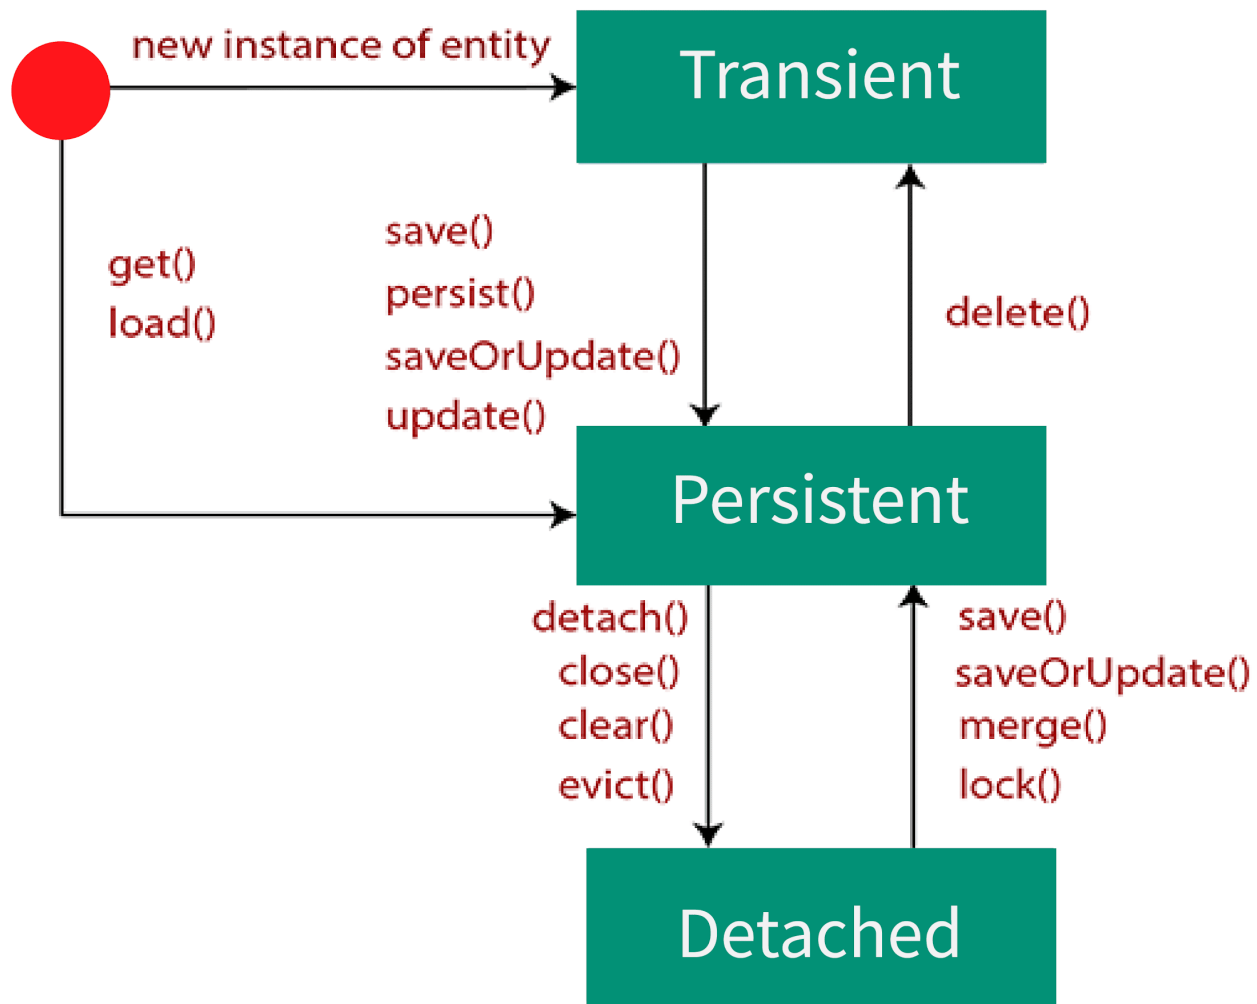 new instance of entity
Transient
get()
load()
save()
persist()
saveOrUpdate()
update()
delete()
Persistent
detach()
close()
clear()
evict()
save()
saveOrUpdate()
merge()
lock()
Detached